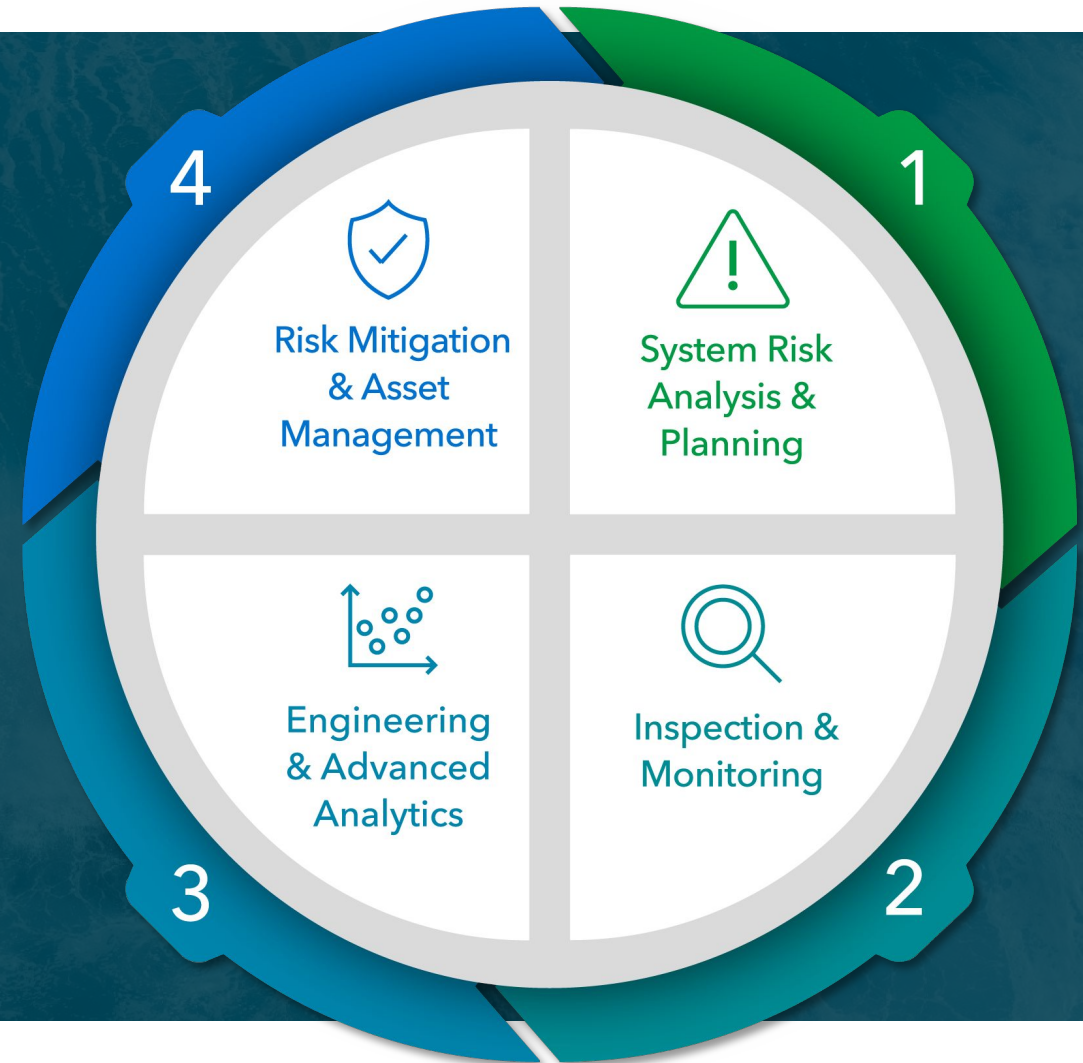 1
System Risk
Analysis &
Planning
2
Inspection &
Monitoring
3
Engineering
& Advanced
Analytics
4
Risk Mitigation
& Asset
Management